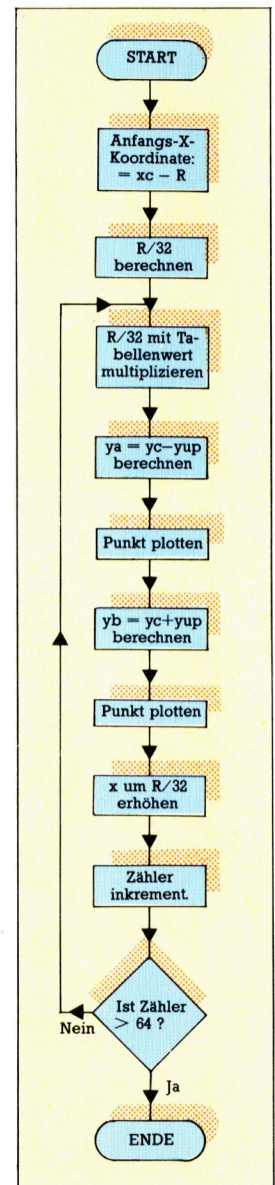 START
Anfangs-X-
Koordinate:
= xc – R
R/32
berechnen
R/32 mit Ta-
bellenwert
multiplizieren
ya = yc–yup
berechnen
Punkt plotten
yb = yc+yup
berechnen
Punkt plotten
x um R/32
erhöhen
Zähler
inkrement.
Ist Zähler
> 64 ?
Nein
Ja
ENDE